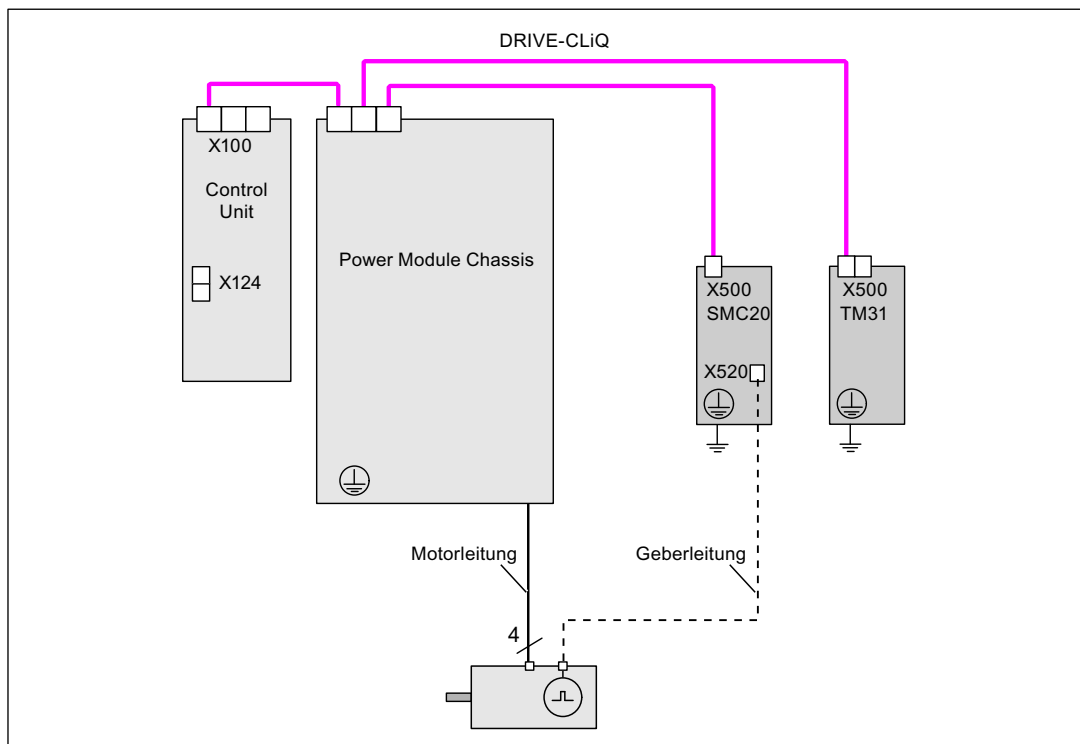 DRIVE-CLiQ
X100
Control
Unit
X124
Power Module Chassis
X500
SMC20
X520
X500
TM31
Motorleitung
Geberleitung
4